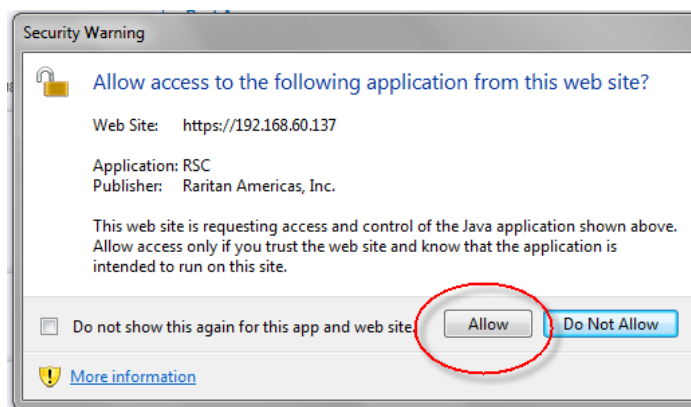 Security Warning
Allow access to the following application from this web site?
Web Site: https://192.168.60.137
Application: RSC
Publisher: Raritan Americas, Inc.
This web site is requesting access and control of the Java application shown above.
Allow access only if you trust the web site and know that the application is
intended to run on this site.
Do not show this again for this app and web site.
Allow
Do Not Allow
More information